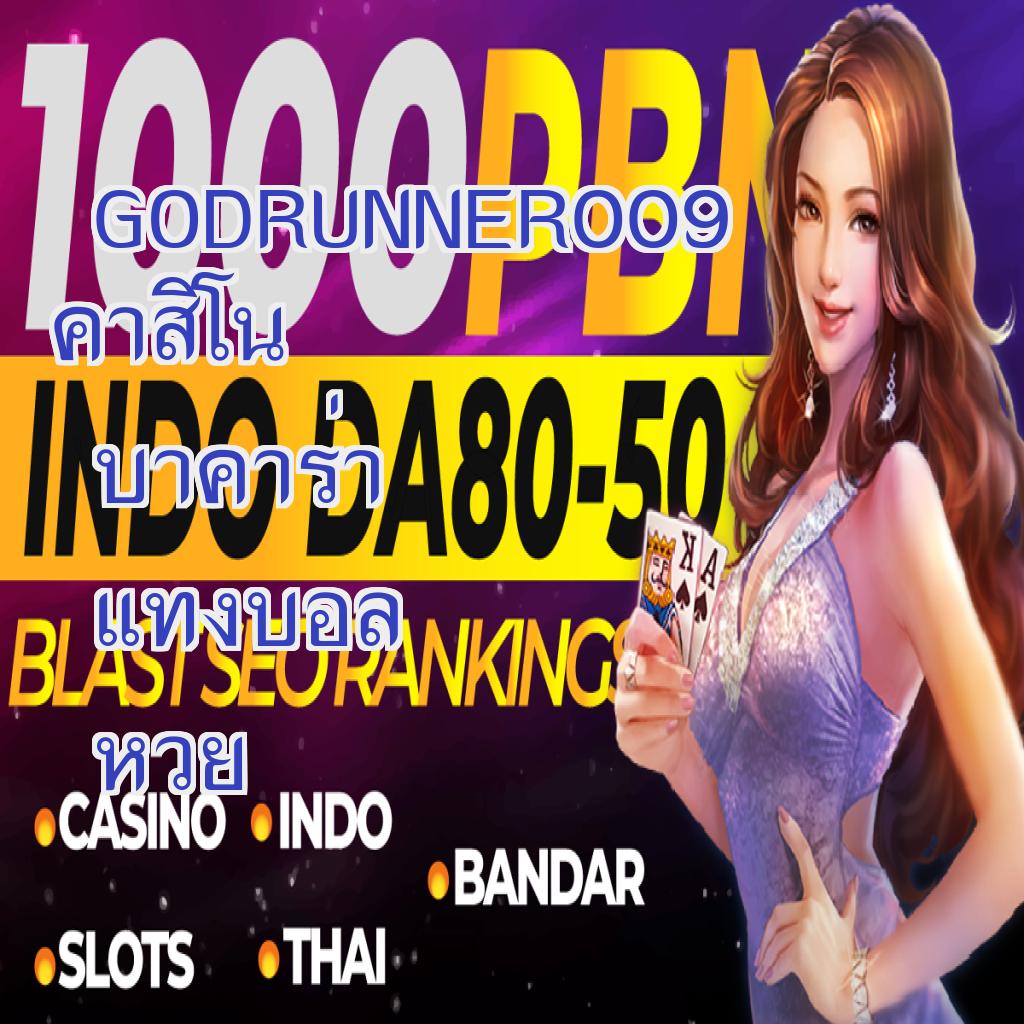 1000PBN
GODRUNNER009
คาสิโน
INDO DA80-50
บาคาร่า
แทงบอล
BLAST SEO RANKINGS
หวย
CASINO
INDO
BANDAR
SLOTS
THAI
K
A